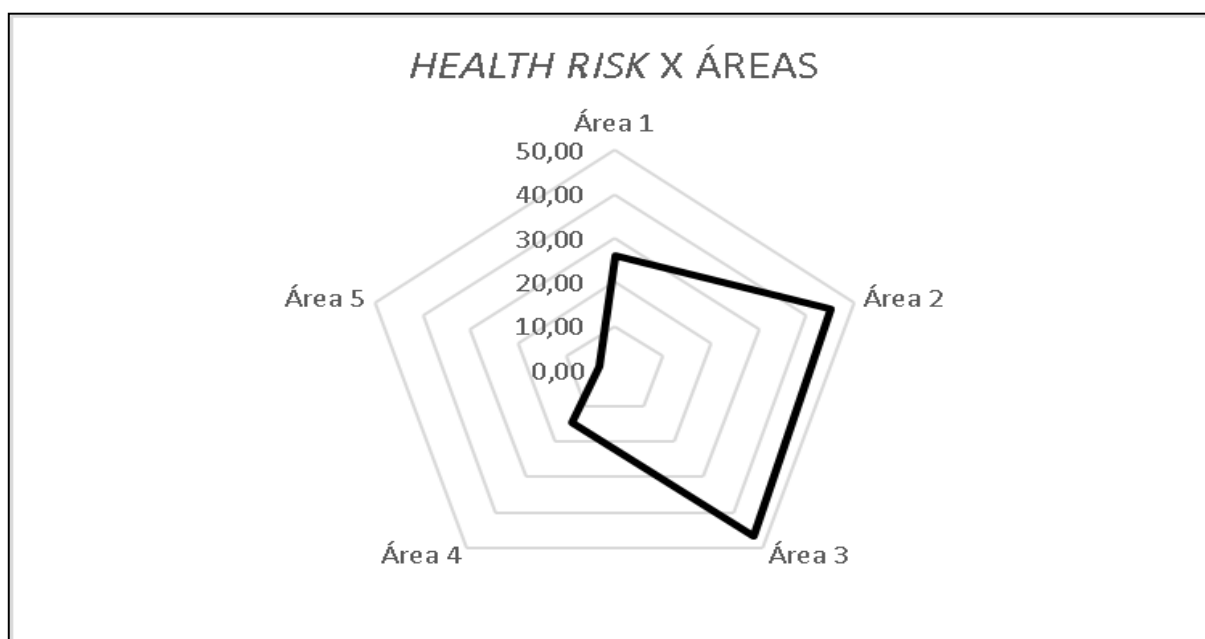 HEALTH RISK X ÁREAS
Área 1
50,00
40,00
30,00
20,00
10,00
0,00
Área 2
Área 5
Área 4
Área 3